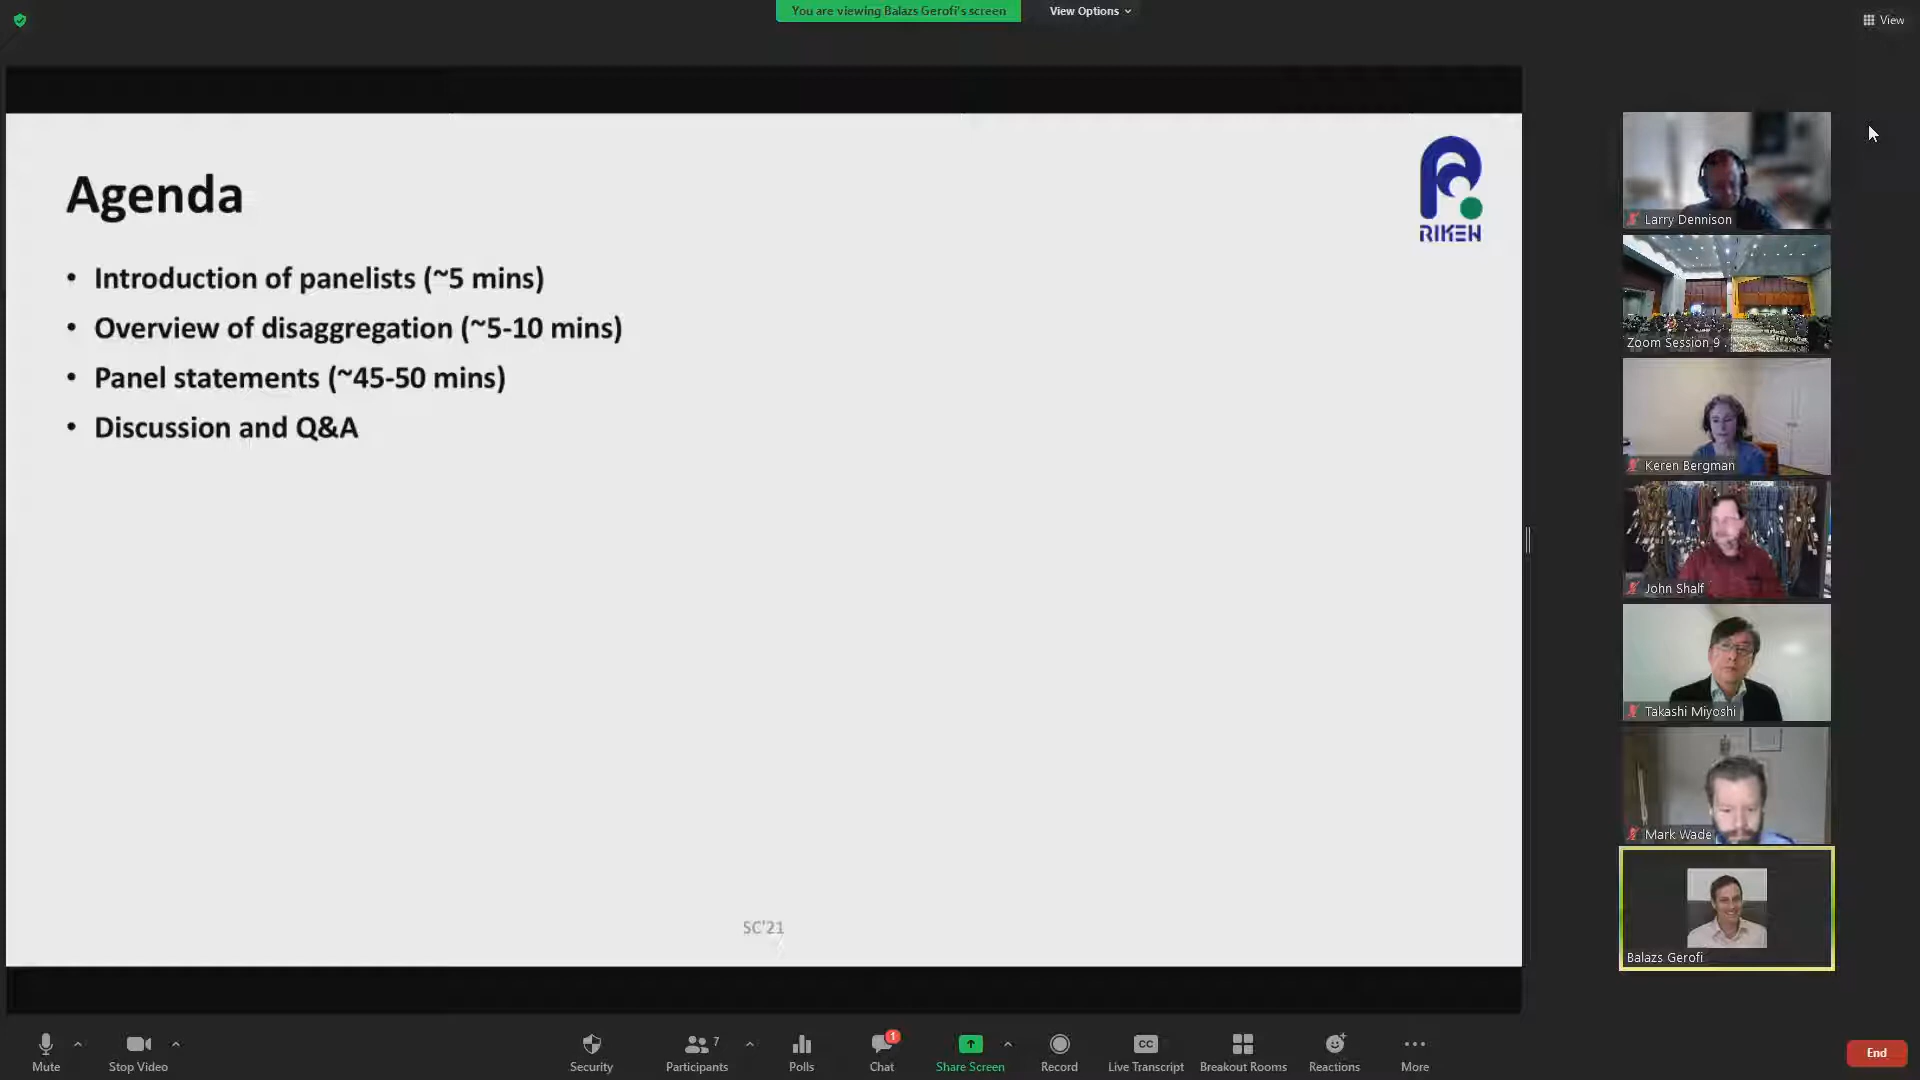 You are viewing Balazs Gerofi's screen
View Options
View
Agenda
RIKEN
• Introduction of panelists (~5 mins)
• Overview of disaggregation (~5-10 mins)
• Panel statements (~45-50 mins)
• Discussion and Q&A
SC'21
Larry Dennison
Zoom Session 9 .
Keren Bergman
John Shalf
Takashi Miyoshi
Mark Wade
Balazs Gerofi
Mute
Stop Video
Security
Participants
7
Polls
Chat
1
Share Screen
Record
CC
Live Transcript
Breakout Rooms
Reactions
More
End